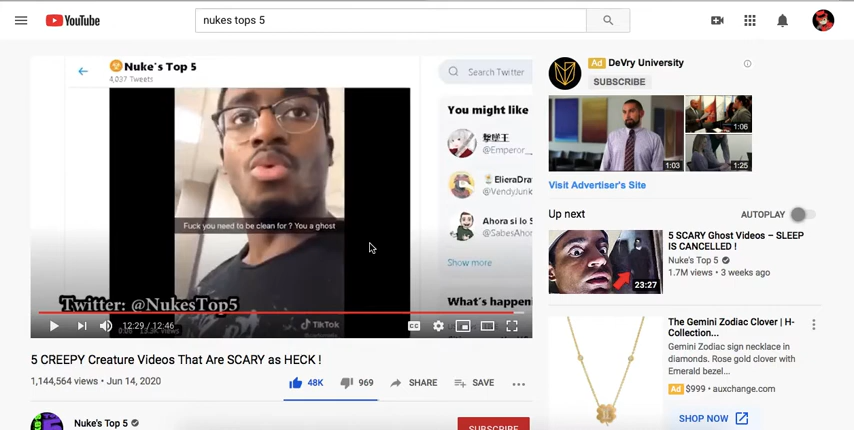 YouTube
nukes tops 5
Nuke's Top 5
4,037 Tweets
Search Twitter
You might like
撃墜王
@Emperor_
ElieraDra
@VendyJunk
Ahora si lo S
@SabesAhor
Show more
What's happen
Fuck you need to be clean for ? You a ghost
Twitter: @NukesTop5
TikTok
12:29 / 12:46
CC
5 CREEPY Creature Videos That Are SCARY as HECK !
1,144,564 views • Jun 14, 2020
48K
969
SHARE
SAVE
Nuke's Top 5
SUBSCRIBE
Ad DeVry University
SUBSCRIBE
1:03
1:06
1:25
Visit Advertiser's Site
Up next
AUTOPLAY
5 SCARY Ghost Videos – SLEEP
IS CANCELLED !
Nuke's Top 5
1.7M views • 3 weeks ago
23:27
The Gemini Zodiac Clover | H-
Collection...
Gemini Zodiac sign necklace in
diamonds. Rose gold clover with
Emerald bezel...
Ad $999 • auxchange.com
SHOP NOW